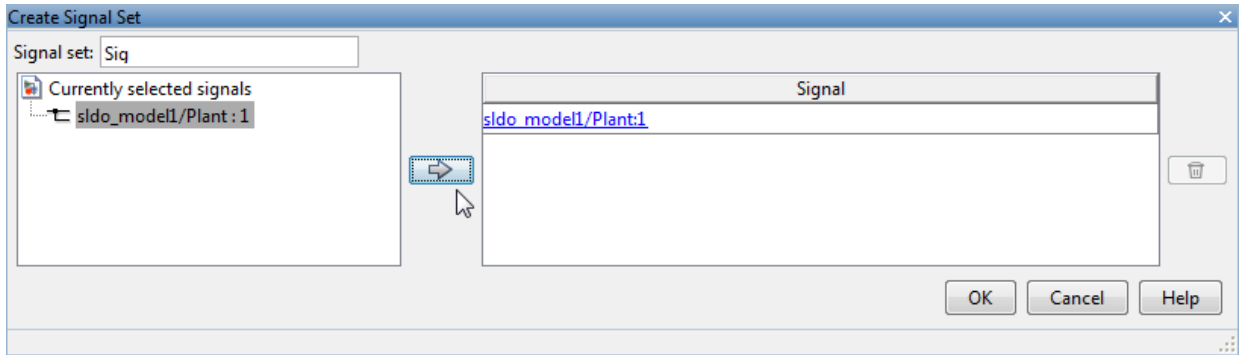 Create Signal Set
Signal set: Sig
Currently selected signals
sldo_model1/Plant : 1
Signal
sldo_model1/Plant:1
OK Cancel Help